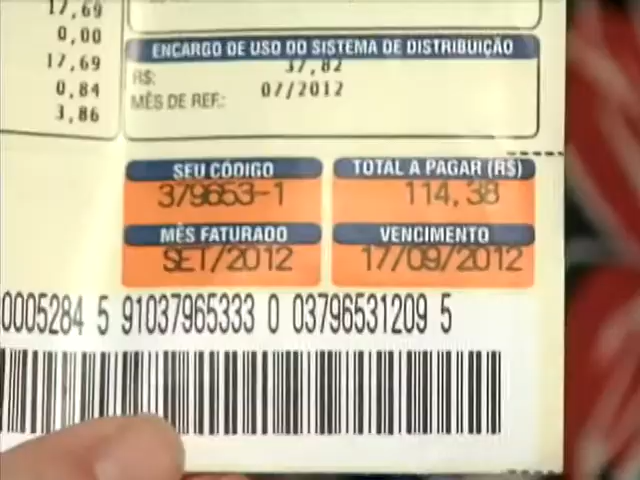 17,69
0,00
17,69
0,84
3,86
ENCARGO DE USO DO SISTEMA DE DISTRIBUIÇÃO
R$: 37,82
MÊS DE REF.: 07/2012
SEU CÓDIGO
379653-1
TOTAL A PAGAR (R$)
114,38
MÊS FATURADO
SET/2012
VENCIMENTO
17/09/2012
0005284 5 91037965333 0 03796531209 5